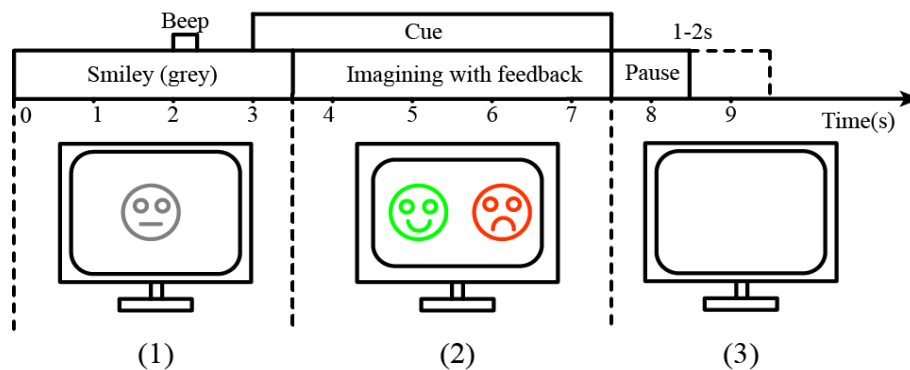 Beep
Cue
1-2s
Smiley (grey)
Imagining with feedback
Pause
0 1 2 3 4 5 6 7 8 9
Time(s)
(1) (2) (3)